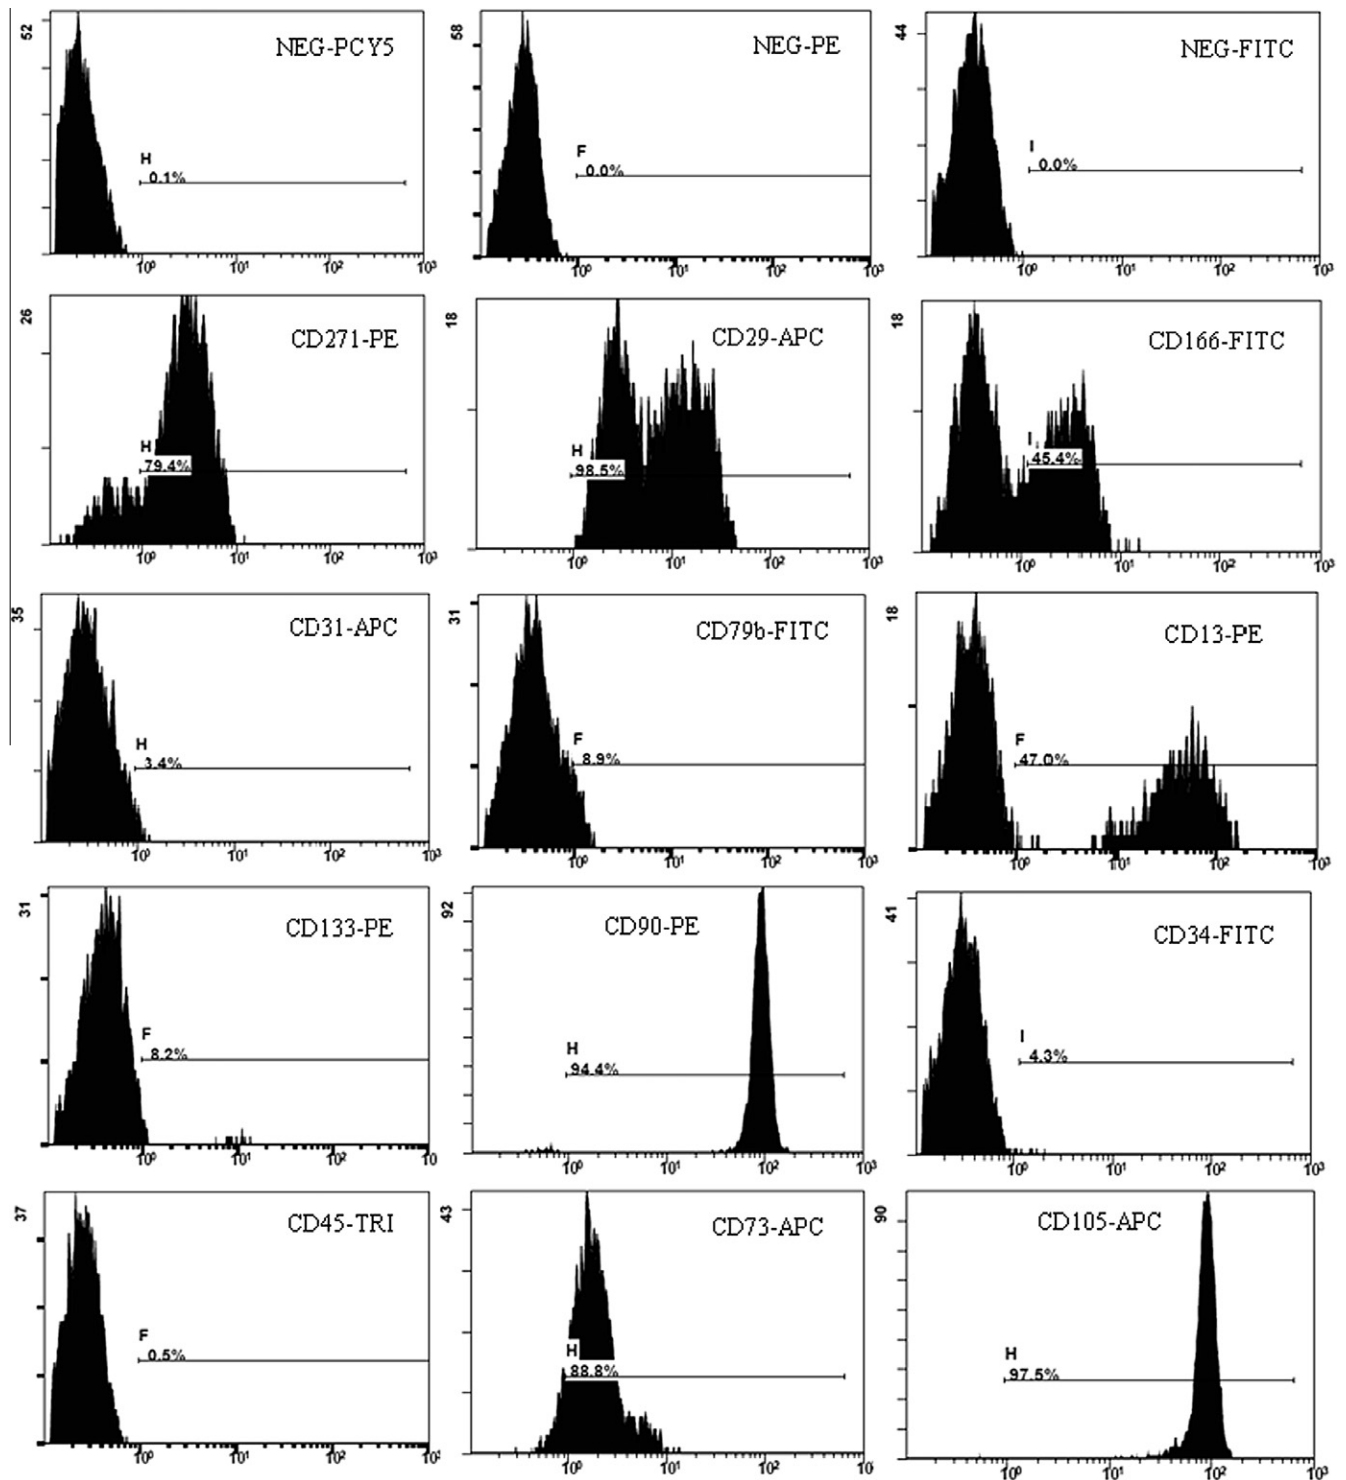 52
NEG-PCY5
H
0.1%
10⁰ 10¹ 10² 10³
58
NEG-PE
F
0.0%
10⁰ 10¹ 10² 10³
44
NEG-FITC
I
0.0%
10⁰ 10¹ 10² 10³
26
CD271-PE
H
79.4%
10⁰ 10¹ 10² 10³
18
CD29-APC
H
98.5%
10⁰ 10¹ 10² 10³
18
CD166-FITC
I
45.4%
10⁰ 10¹ 10² 10³
35
CD31-APC
H
3.4%
10⁰ 10¹ 10² 10³
31
CD79b-FITC
F
8.9%
10⁰ 10¹ 10² 10³
18
CD13-PE
F
47.0%
10⁰ 10¹ 10² 10³
31
CD133-PE
F
8.2%
10⁰ 10¹ 10² 10
92
CD90-PE
H
94.4%
10⁰ 10¹ 10² 10³
41
CD34-FITC
I
4.3%
10⁰ 10¹ 10² 10³
37
CD45-TRI
F
0.5%
10⁰ 10¹ 10² 10
43
CD73-APC
H
88.8%
10⁰ 10¹ 10² 10
90
CD105-APC
H
97.5%
10⁰ 10¹ 10² 10³